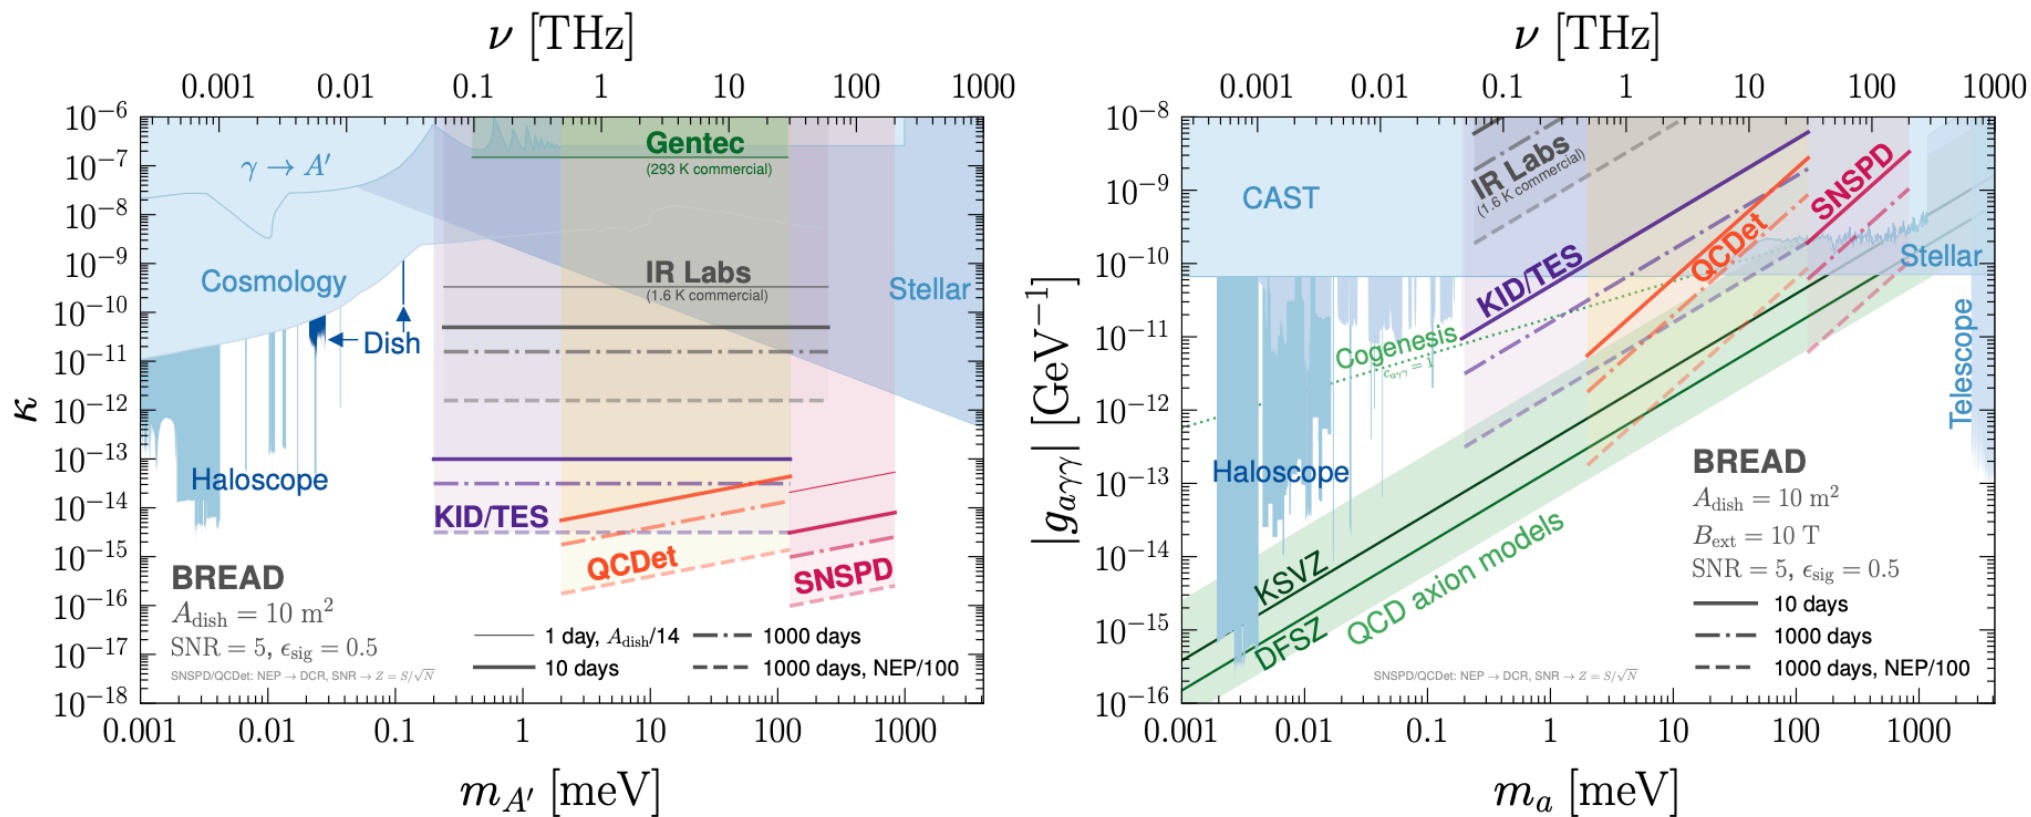 ν [THz]
0.001 0.01 0.1 1 10 100 1000
10⁻⁶
10⁻⁷
10⁻⁸
10⁻⁹
10⁻¹⁰
10⁻¹¹
10⁻¹²
10⁻¹³
10⁻¹⁴
10⁻¹⁵
10⁻¹⁶
10⁻¹⁷
10⁻¹⁸
κ
γ → A′
Gentec
(293 K commercial)
Cosmology
IR Labs
(1.6 K commercial)
Stellar
Dish
Haloscope
KID/TES
QCDet
SNSPD
BREAD
A_dish = 10 m²
SNR = 5, ϵ_sig = 0.5
SNSPD/QCDet: NEP → DCR, SNR → Z = S/√N
1 day, A_dish/14
10 days
1000 days
1000 days, NEP/100
0.001 0.01 0.1 1 10 100 1000
m_A′ [meV]
ν [THz]
0.001 0.01 0.1 1 10 100 1000
10⁻⁸
10⁻⁹
10⁻¹⁰
10⁻¹¹
10⁻¹²
10⁻¹³
10⁻¹⁴
10⁻¹⁵
10⁻¹⁶
|g_aγγ| [GeV⁻¹]
CAST
IR Labs
(1.6 K commercial)
SNSPD
QCDet
KID/TES
Stellar
Cogenesis
c_aγγ = 1
Telescope
Haloscope
KSVZ
DFSZ
QCD axion models
BREAD
A_dish = 10 m²
B_ext = 10 T
SNR = 5, ϵ_sig = 0.5
10 days
1000 days
1000 days, NEP/100
SNSPD/QCDet: NEP → DCR, SNR → Z = S/√N
0.001 0.01 0.1 1 10 100 1000
m_a [meV]